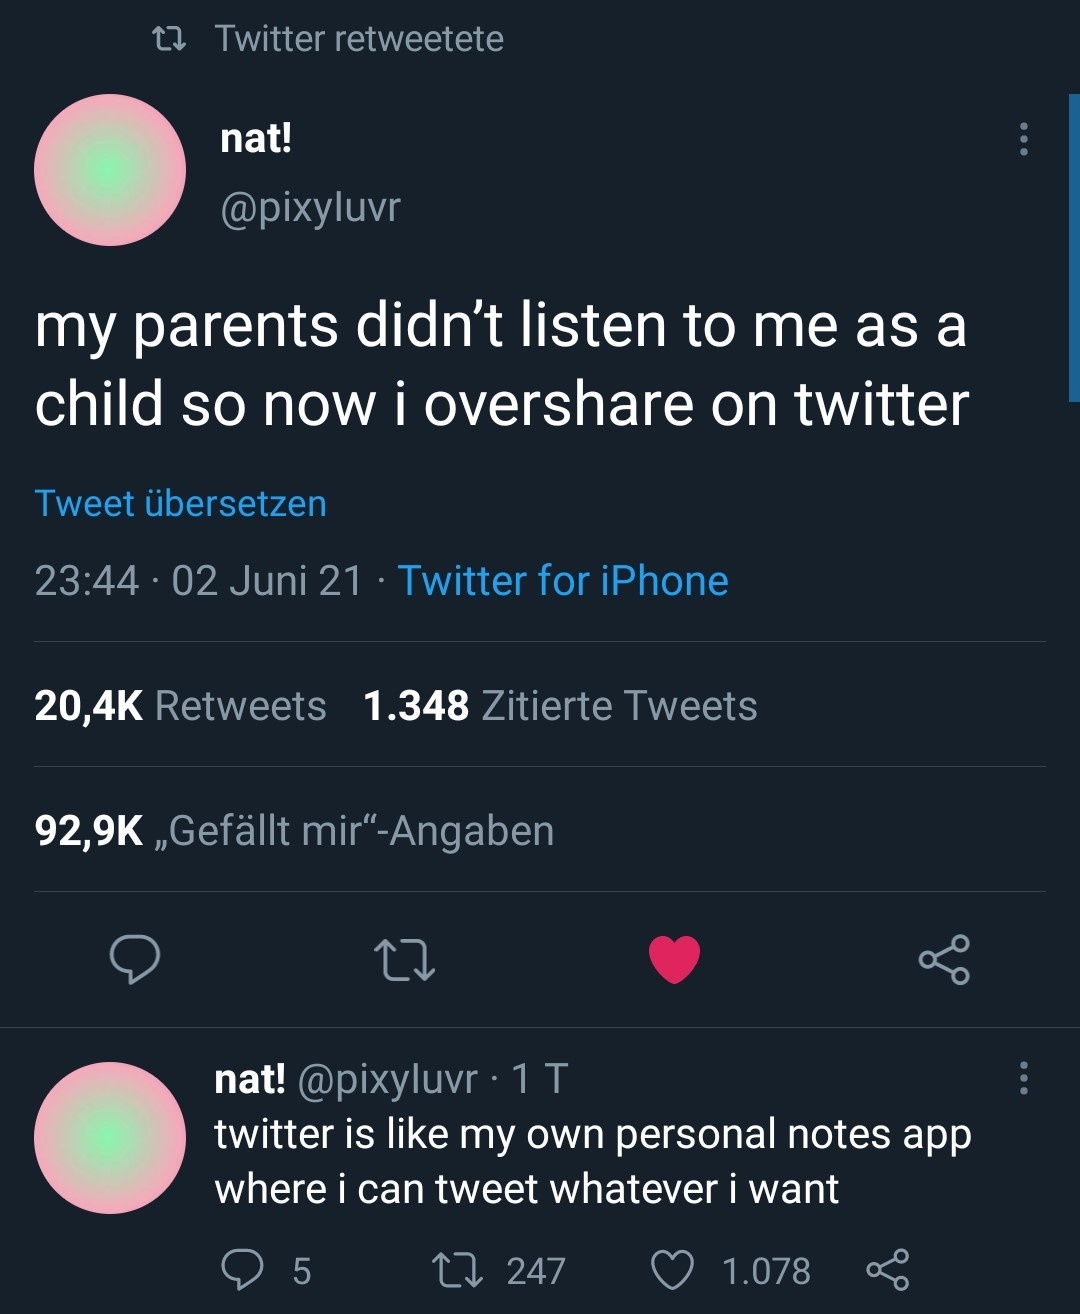 Twitter retweetete
nat!
@pixyluvr
my parents didn’t listen to me as a
child so now i overshare on twitter
Tweet übersetzen
23:44 · 02 Juni 21 · Twitter for iPhone
20,4K Retweets 1.348 Zitierte Tweets
92,9K „Gefällt mir“-Angaben
nat! @pixyluvr · 1 T
twitter is like my own personal notes app
where i can tweet whatever i want
5 247 1.078